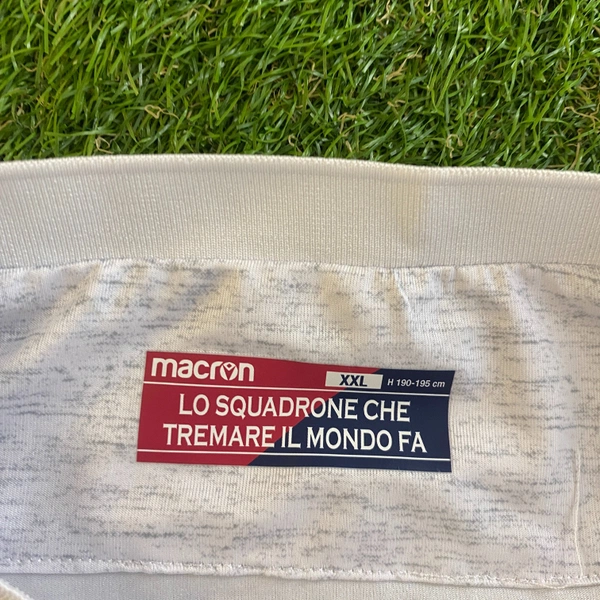 macron
XXL H 190-195 cm
LO SQUADRONE CHE
TREMARE IL MONDO FA